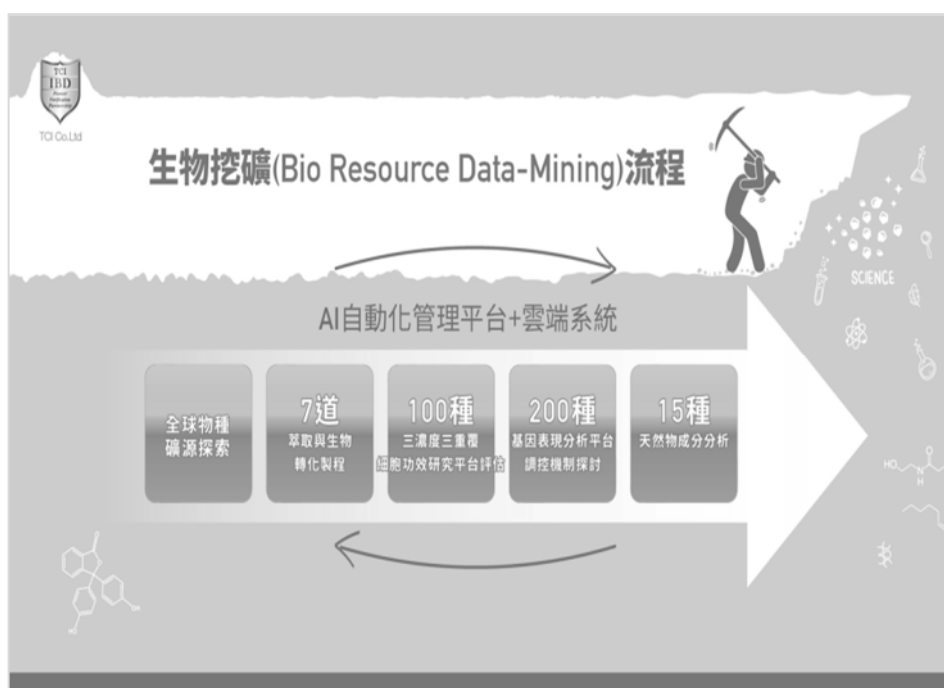 TCI
IBD
TCI Co.Ltd
生物挖礦(Bio Resource Data-Mining)流程
SCIENCE
AI自動化管理平台+雲端系統
全球物種
礦源探索
7道
萃取與生物
轉化製程
100種
三濃度三重覆
細胞功效研究平台評估
200種
基因表現分析平台
調控機制探討
15種
天然物成分分析
HO
O
N
H
O
O
OH
HO